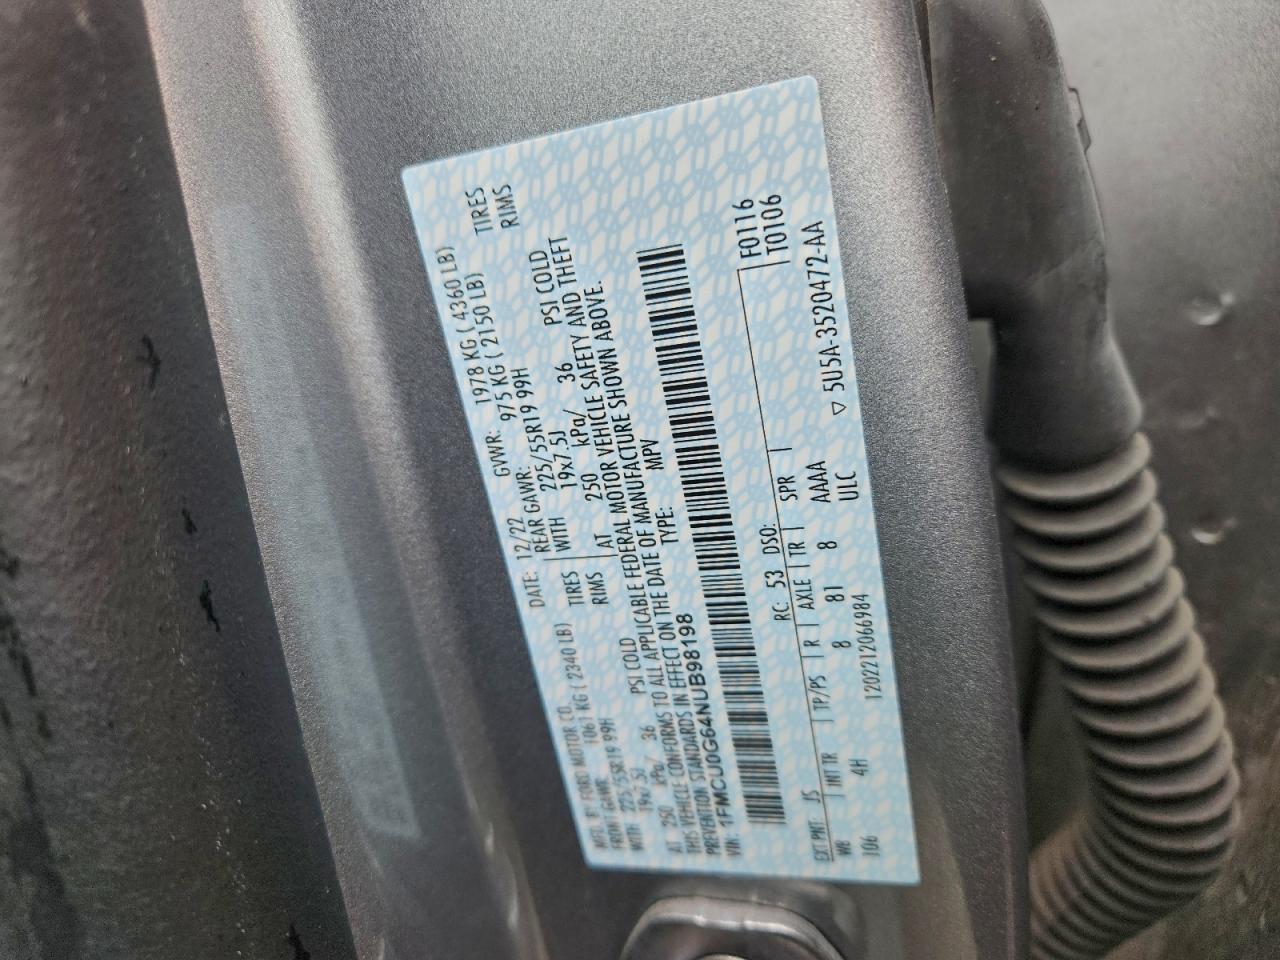 MFD. BY FORD MOTOR CO. DATE: 12/22 GVWR: 1978 KG ( 4360 LB)
FRONT GAWR: 1061 KG ( 2340 LB) REAR GAWR: 975 KG ( 2150 LB)
WITH 225/55R19 99H TIRES WITH 225/55R19 99H TIRES
19x7.5J RIMS 19x7.5J RIMS
AT 250 kPa/ 36 PSI COLD AT 250 kPa/ 36 PSI COLD
THIS VEHICLE CONFORMS TO ALL APPLICABLE FEDERAL MOTOR VEHICLE SAFETY AND THEFT
PREVENTION STANDARDS IN EFFECT ON THE DATE OF MANUFACTURE SHOWN ABOVE.
VIN: 1FMCU0G64NUB98198 TYPE: MPV
F0116
T0106
EXT PNT: JS RC: 53 DSO:
WB INT TR TP/PS R AXLE TR SPR
106 4H 8 81 8 AAAA
ULC
▽ 5U5A-3520472-AA
120221206698​4